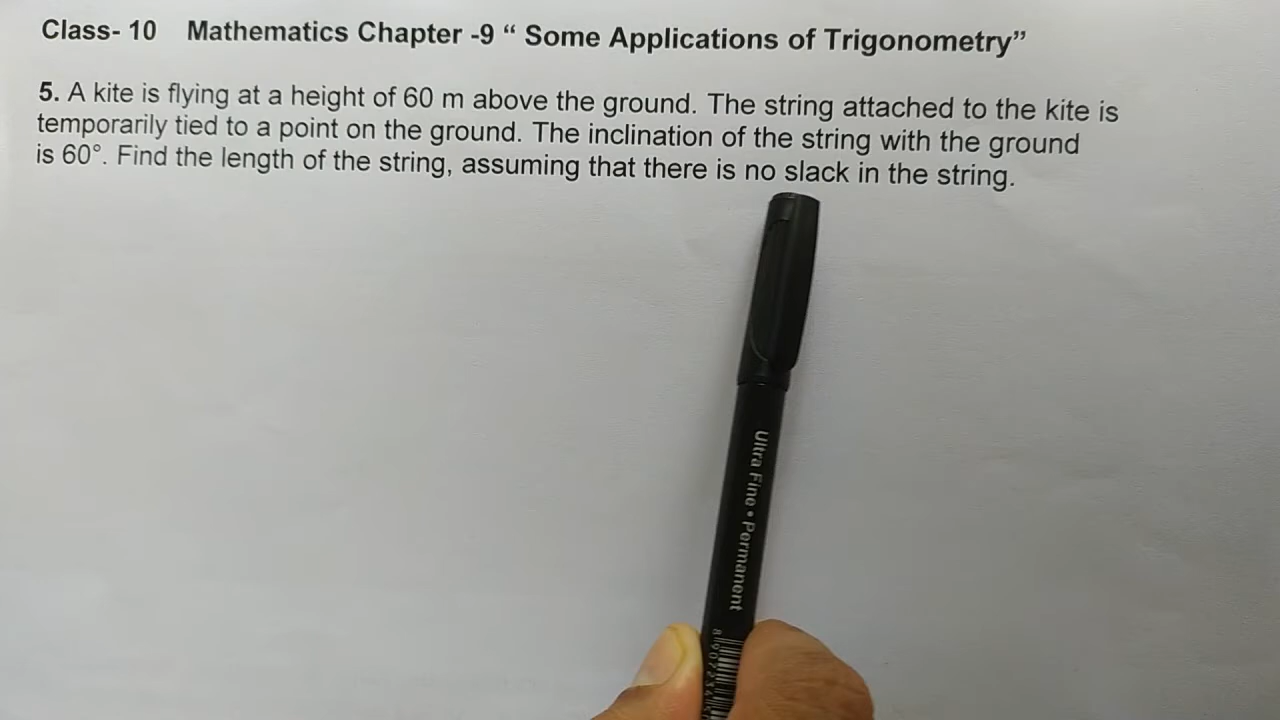 Class- 10 Mathematics Chapter -9 “ Some Applications of Trigonometry”
5. A kite is flying at a height of 60 m above the ground. The string attached to the kite is
temporarily tied to a point on the ground. The inclination of the string with the ground
is 60°. Find the length of the string, assuming that there is no slack in the string.
Ultra Fine • Permanent